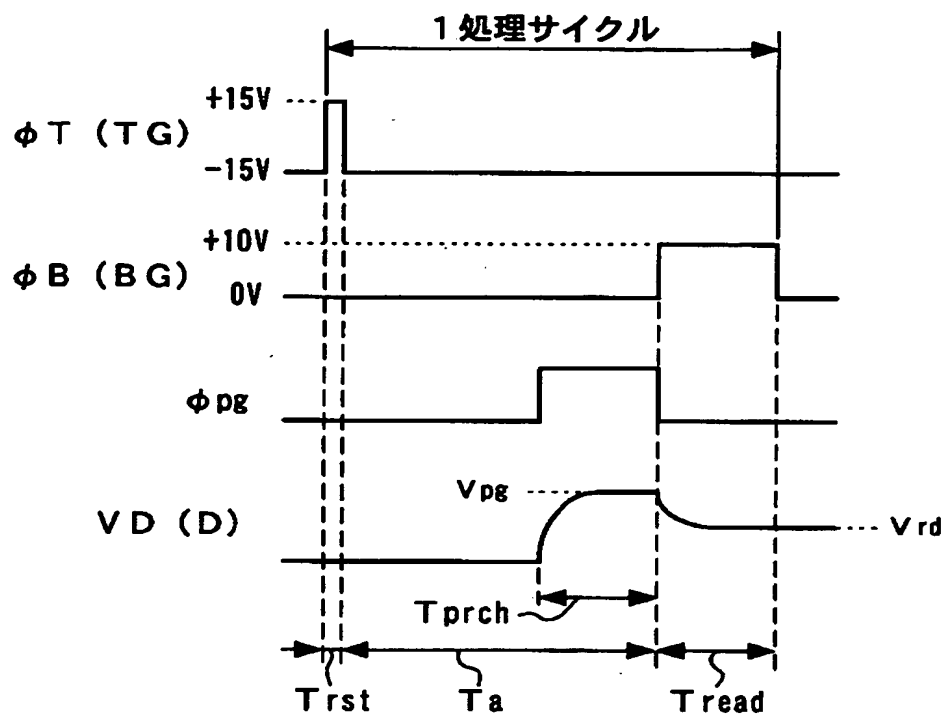 1処理サイクル
+15V
φT (TG)
-15V
+10V
φB (BG)
0V
φpg
Vpg
VD (D)
Vrd
Tprch
Trst
Ta
Tread